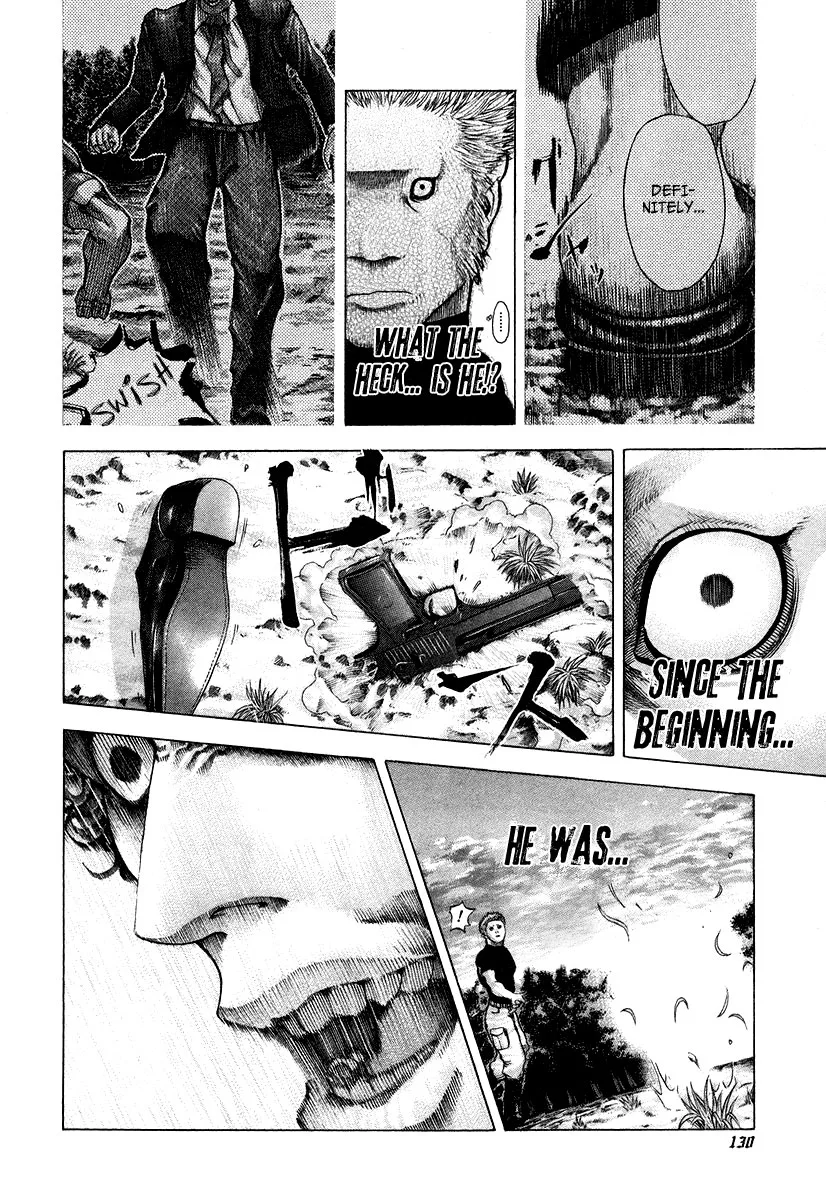 DEFI-
NITELY...
......
WHAT THE
HECK... IS HE!?
SWISH
SINCE THE
BEGINNING...
HE WAS...
!
130